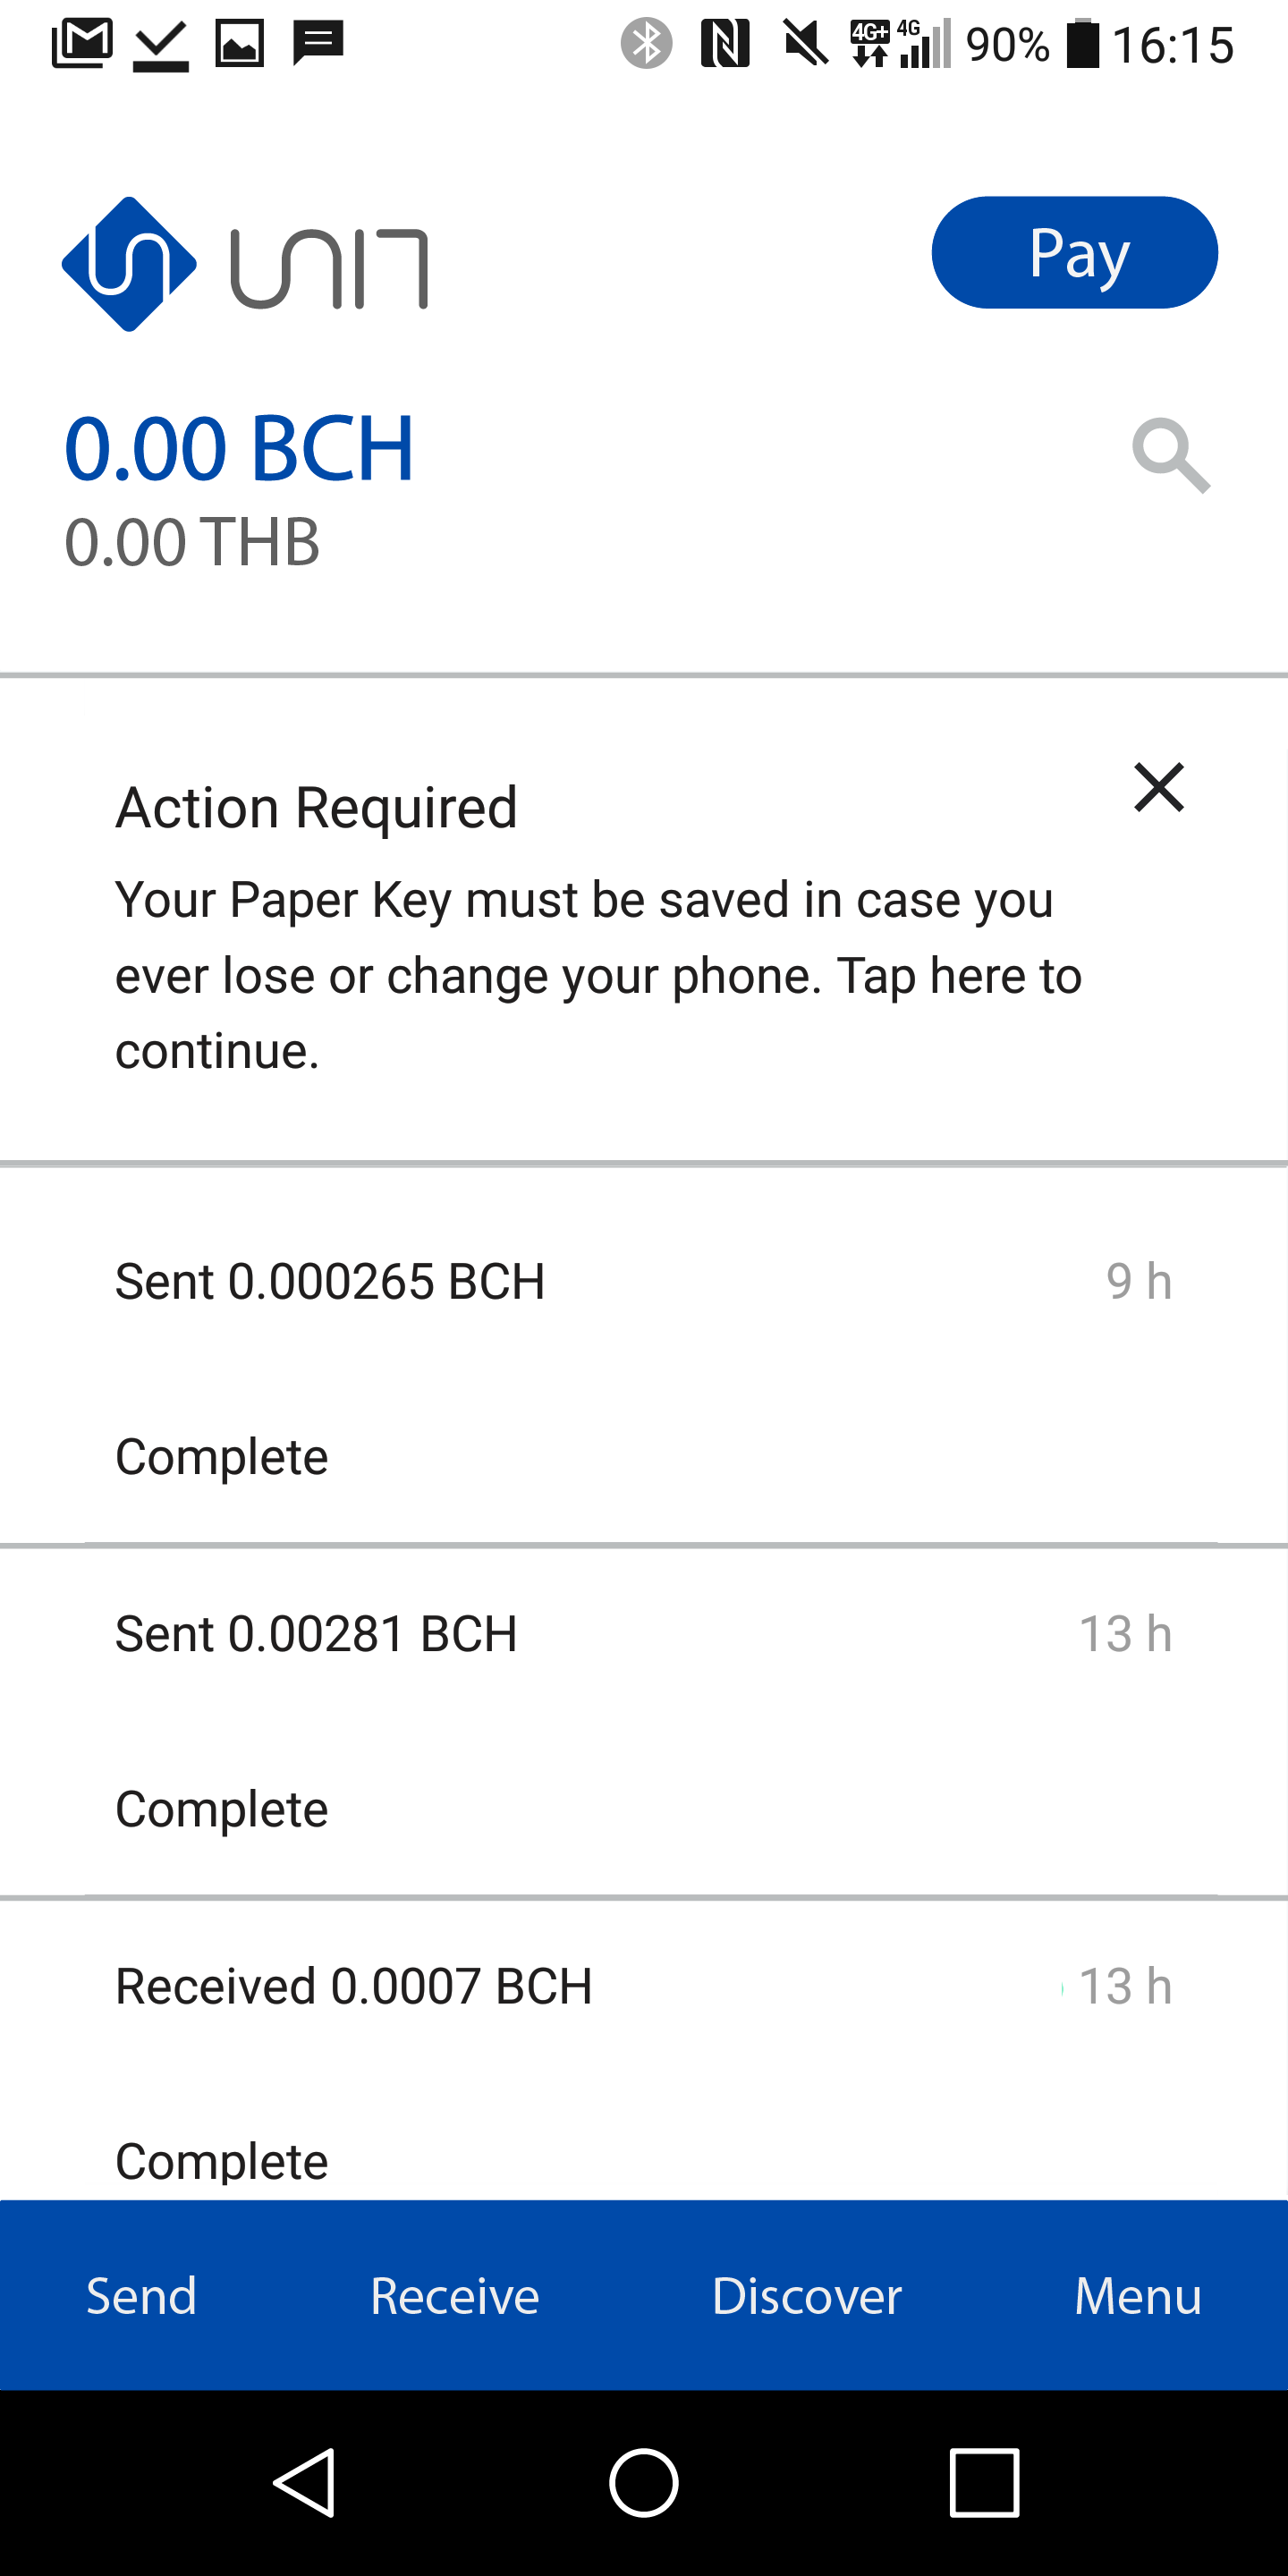 4G+ 4G 90% 16:15
UNIT
Pay
0.00 BCH
0.00 THB
Action Required
Your Paper Key must be saved in case you
ever lose or change your phone. Tap here to
continue.
Sent 0.000265 BCH 9 h
Complete
Sent 0.00281 BCH 13 h
Complete
Received 0.0007 BCH 13 h
Complete
Send Receive Discover Menu